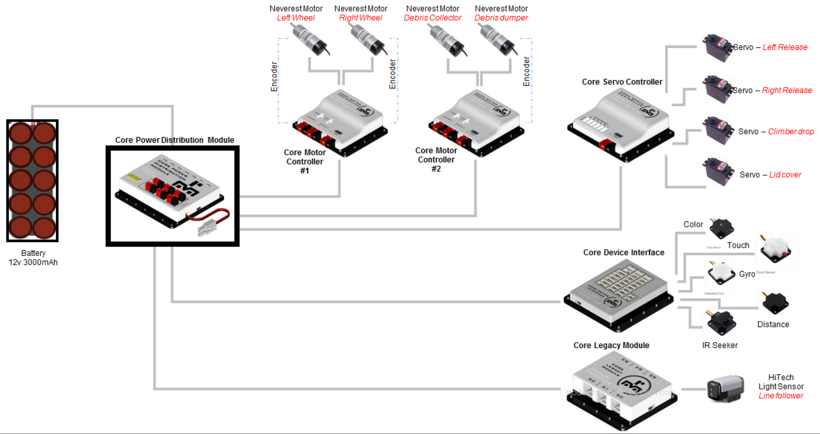 Neverest Motor
Left Wheel
Neverest Motor
Right Wheel
Neverest Motor
Debris Collector
Neverest Motor
Debris dumper
Encoder
Encoder
Encoder
Encoder
Core Motor
Controller
#1
Core Motor
Controller
#2
Core Servo Controller
Servo – Left Release
Servo – Right Release
Servo – Climber drop
Servo – Lid cover
Core Power Distribution Module
Battery
12v 3000mAh
Core Device Interface
Color
Touch
Touch Sensor
Gyro
Distance
IR Seeker
Core Legacy Module
HiTech
Light Sensor
Line follower